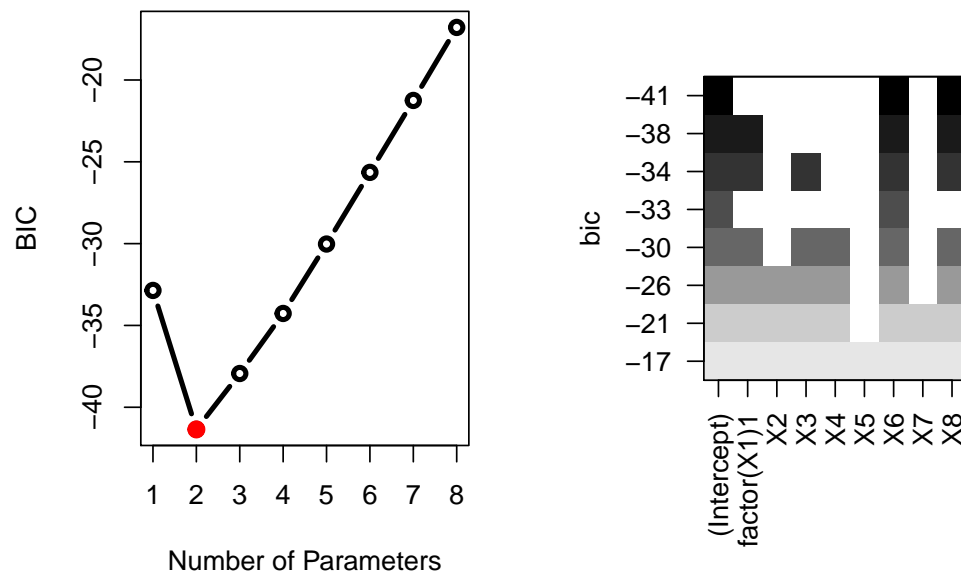 BIC
−20
−25
−30
−35
−40
1 2 3 4 5 6 7 8
Number of Parameters
bic
−41
−38
−34
−33
−30
−26
−21
−17
(Intercept)
factor(X1)1
X2
X3
X4
X5
X6
X7
X8